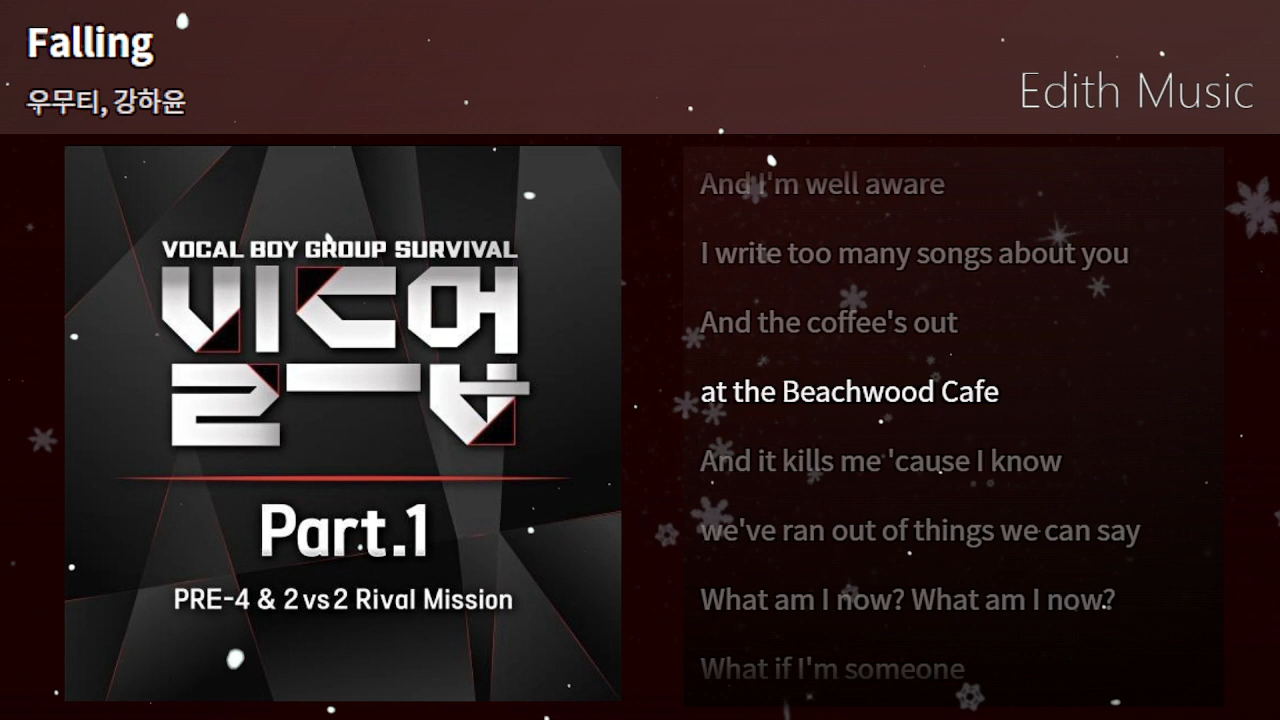 Falling
우무티, 강하윤
Edith Music
VOCAL BOY GROUP SURVIVAL
빌드업
Part.1
PRE-4 & 2 vs 2 Rival Mission
And I'm well aware
I write too many songs about you
And the coffee's out
at the Beachwood Cafe
And it kills me 'cause I know
we've ran out of things we can say
What am I now? What am I now?
What if I'm someone